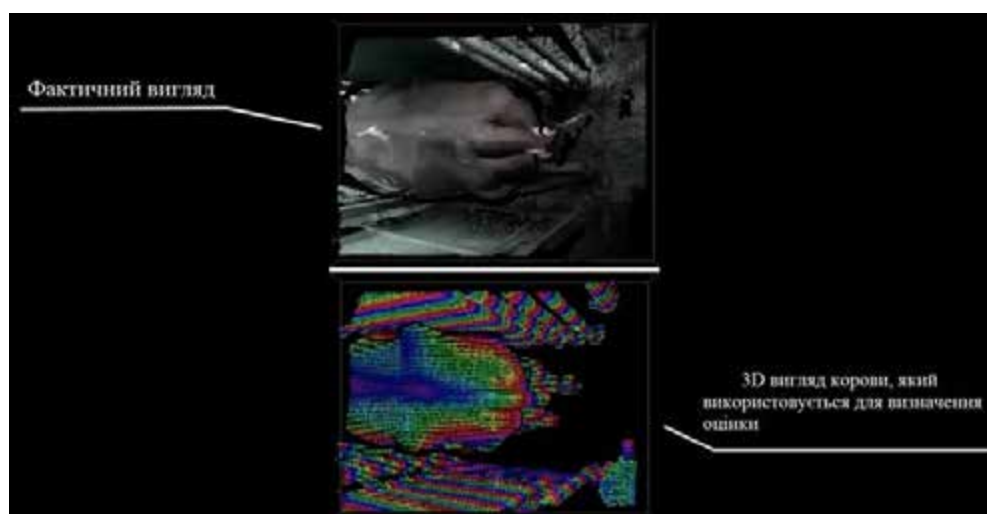 Фактичний вигляд
3D вигляд корови, який
використовується для визначення
оцінки